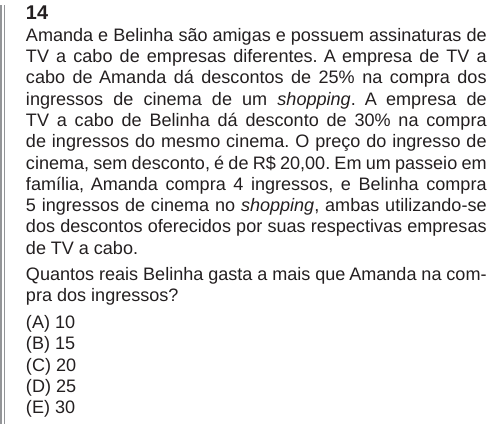 14
Amanda e Belinha são amigas e possuem assinaturas de
TV a cabo de empresas diferentes. A empresa de TV a
cabo de Amanda dá descontos de 25% na compra dos
ingressos de cinema de um shopping. A empresa de
TV a cabo de Belinha dá desconto de 30% na compra
de ingressos do mesmo cinema. O preço do ingresso de
cinema, sem desconto, é de R$ 20,00. Em um passeio em
família, Amanda compra 4 ingressos, e Belinha compra
5 ingressos de cinema no shopping, ambas utilizando-se
dos descontos oferecidos por suas respectivas empresas
de TV a cabo.
Quantos reais Belinha gasta a mais que Amanda na com-
pra dos ingressos?
(A) 10
(B) 15
(C) 20
(D) 25
(E) 30